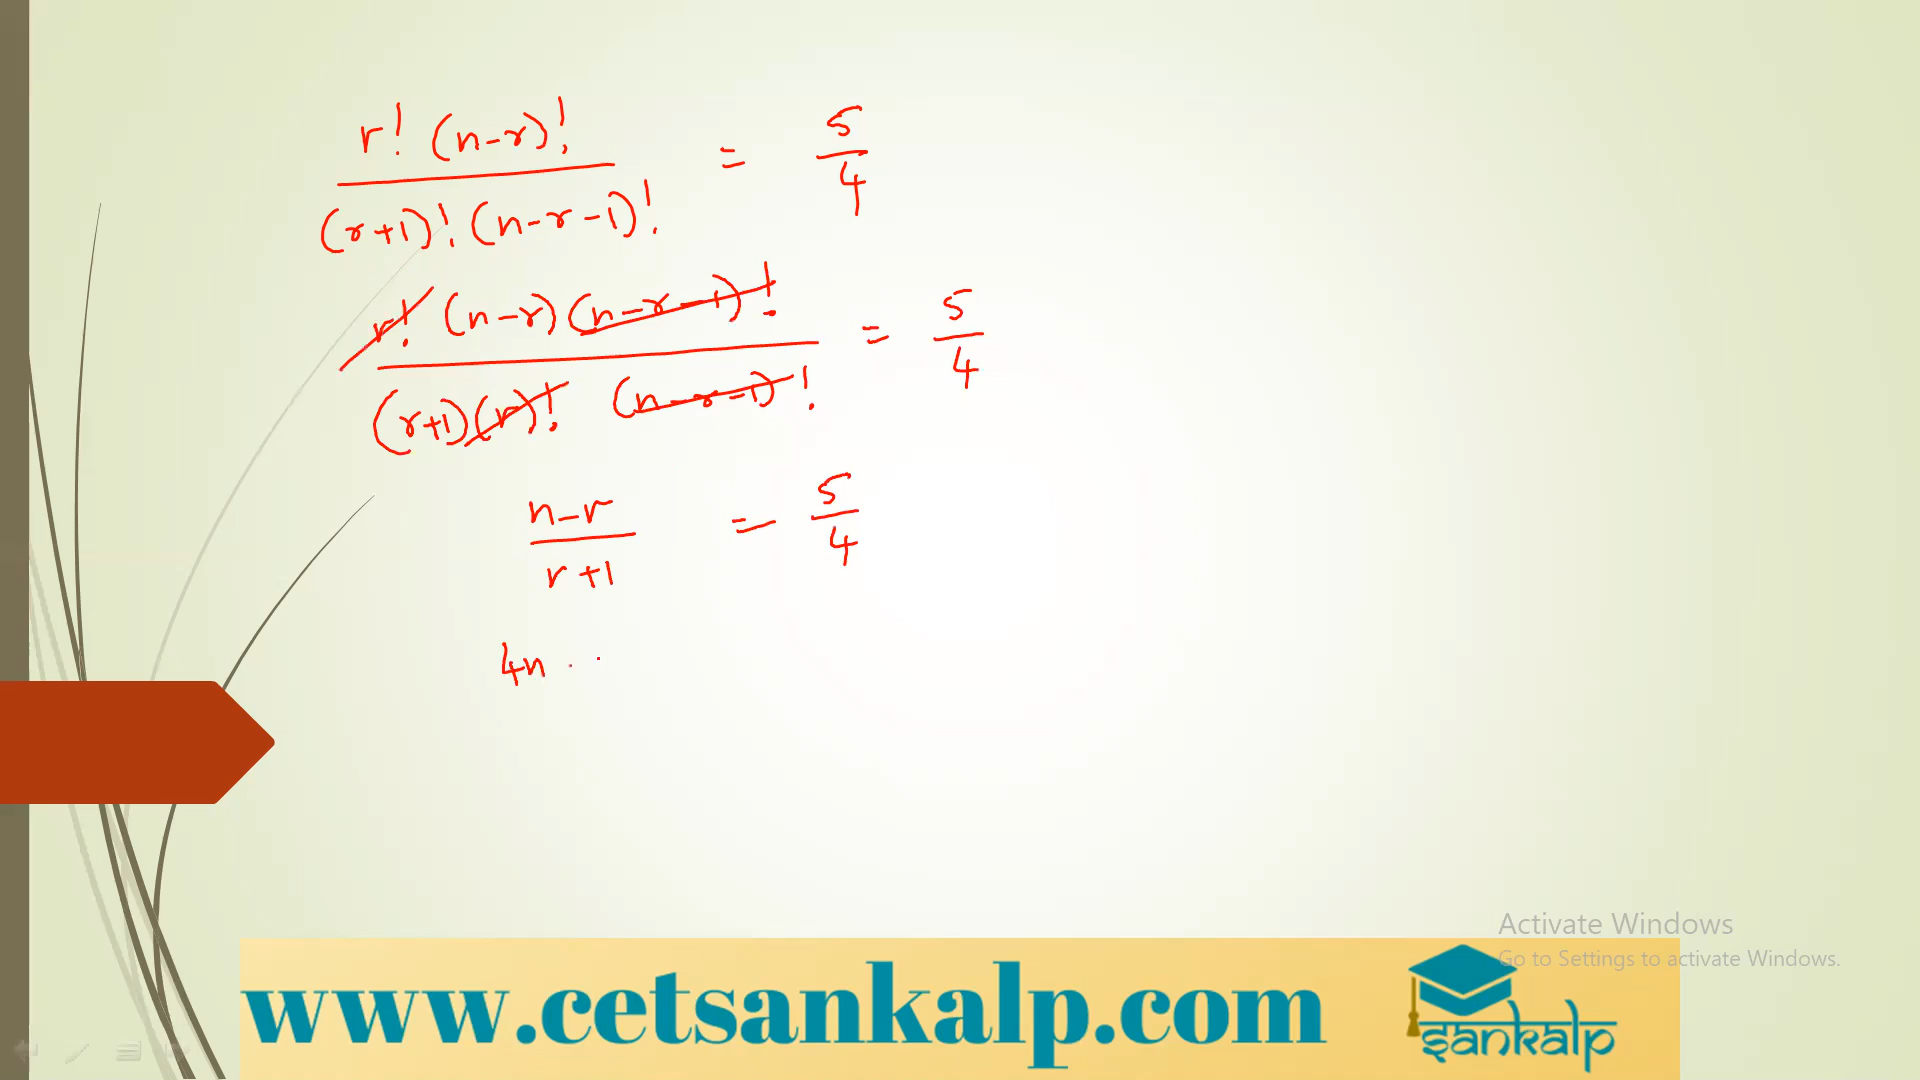 r! (n-r)! / (r+1)! (n-r-1)! = 5/4
r! (n-r) (n-r-1)! / (r+1) (r)! (n-r-1)! = 5/4
n-r / r+1 = 5/4
4n
Activate Windows
Go to Settings to activate Windows.
www.cetsankalp.com
sankalp